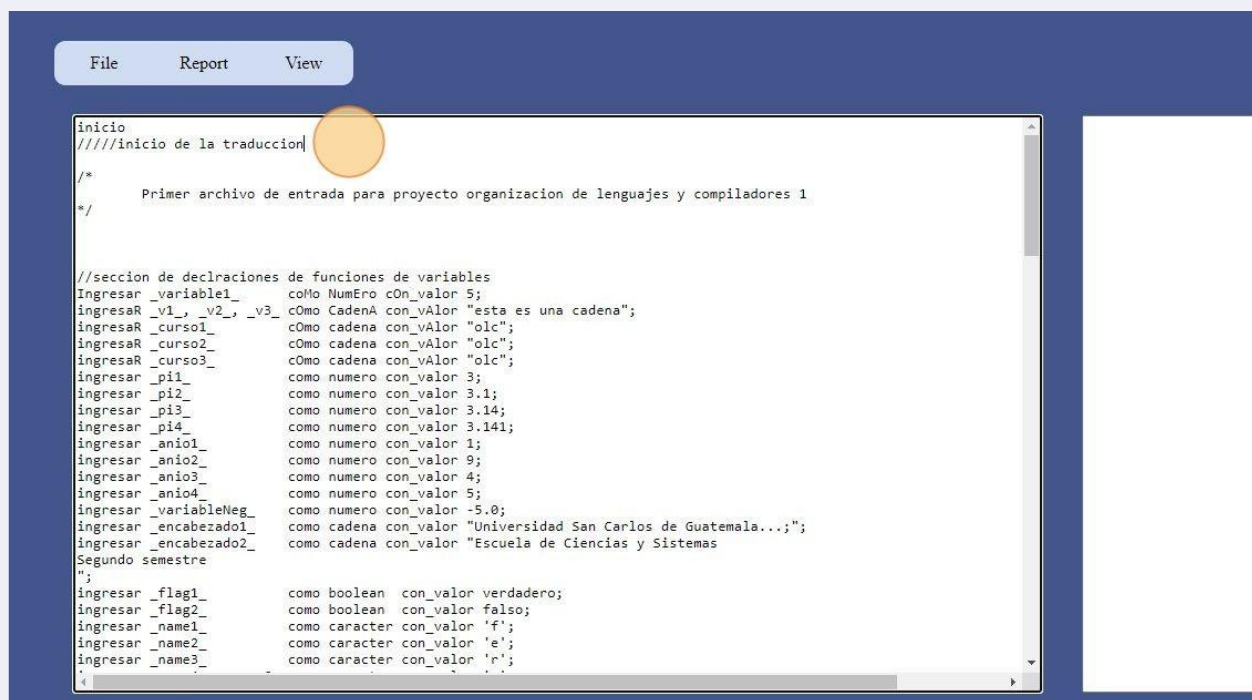 File Report View
inicio
/////inicio de la traduccion
/*
Primer archivo de entrada para proyecto organizacion de lenguajes y compiladores 1
*/
//seccion de declraciones de funciones de variables
Ingresar _variable1_ coMo NumEro cOn_valor 5;
ingresaR _v1_, _v2_, _v3_ cOmo CadenA con_vAlor "esta es una cadena";
ingresaR _curso1_ cOmo cadena con_vAlor "olc";
ingresaR _curso2_ cOmo cadena con_vAlor "olc";
ingresaR _curso3_ cOmo cadena con_vAlor "olc";
ingresar _pi1_ como numero con_valor 3;
ingresar _pi2_ como numero con_valor 3.1;
ingresar _pi3_ como numero con_valor 3.14;
ingresar _pi4_ como numero con_valor 3.141;
ingresar _anio1_ como numero con_valor 1;
ingresar _anio2_ como numero con_valor 9;
ingresar _anio3_ como numero con_valor 4;
ingresar _anio4_ como numero con_valor 5;
ingresar _variableNeg_ como numero con_valor -5.0;
ingresar _encabezado1_ como cadena con_valor "Universidad San Carlos de Guatemala...;";
ingresar _encabezado2_ como cadena con_valor "Escuela de Ciencias y Sistemas
Segundo semestre
";
ingresar _flag1_ como boolean con_valor verdadero;
ingresar _flag2_ como boolean con_valor falso;
ingresar _name1_ como caracter con_valor 'f';
ingresar _name2_ como caracter con_valor 'e';
ingresar _name3_ como caracter con_valor 'r';